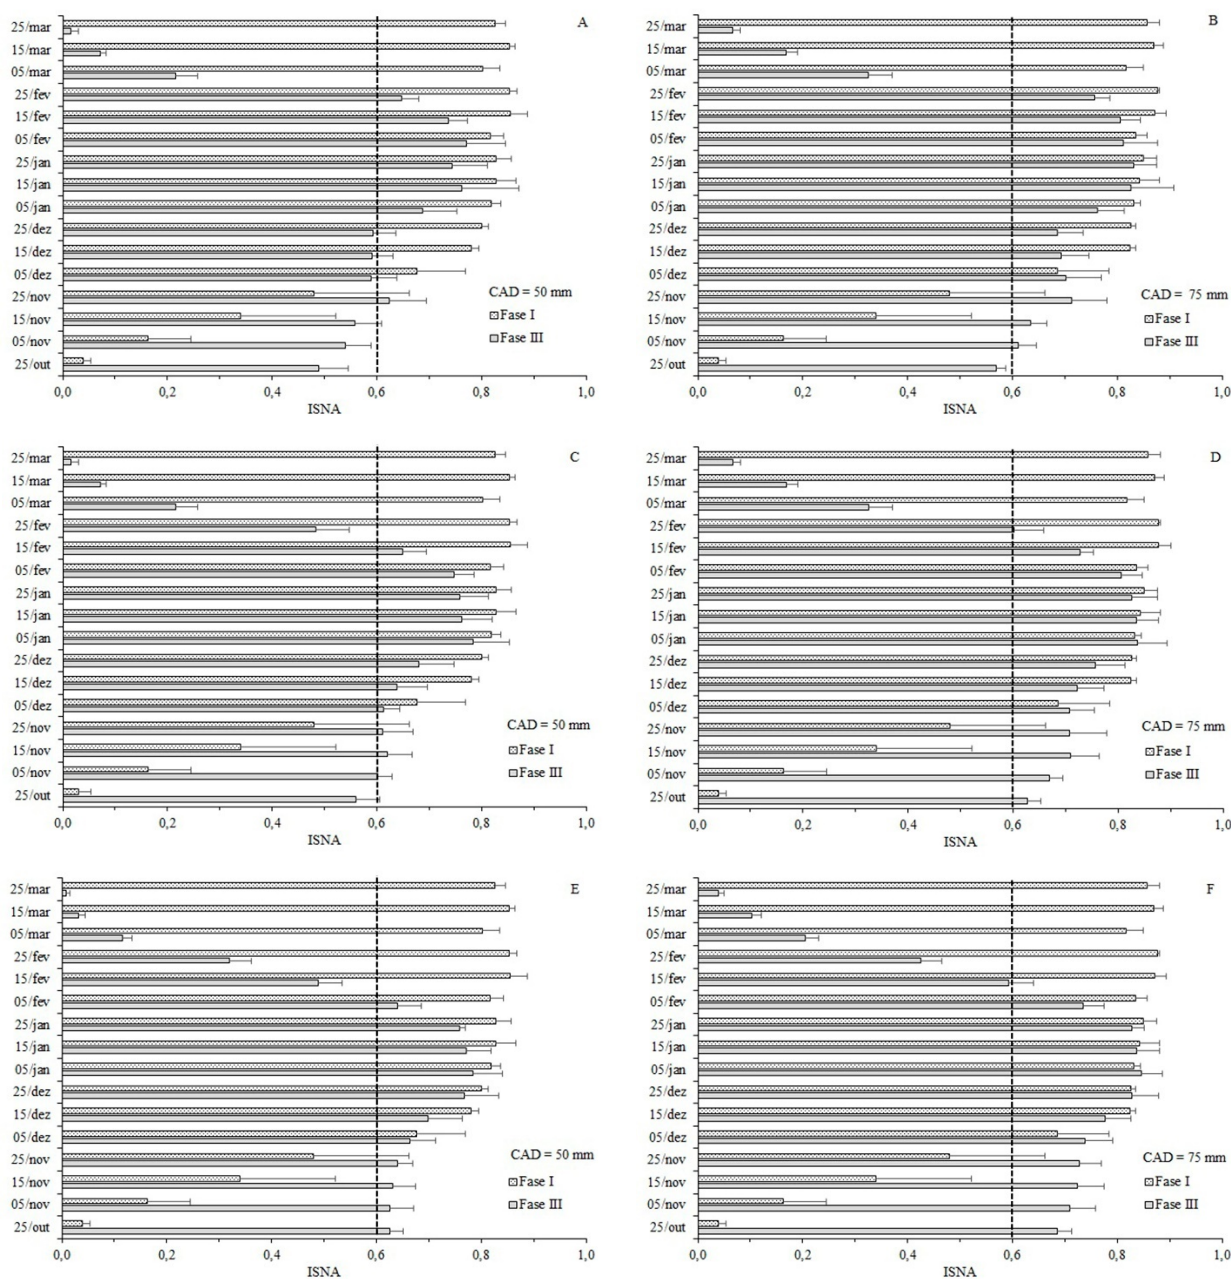 A
25/mar
15/mar
05/mar
25/fev
15/fev
05/fev
25/jan
15/jan
05/jan
25/dez
15/dez
05/dez
25/nov
15/nov
05/nov
25/out
CAD = 50 mm
Fase I
Fase III
0,0 0,2 0,4 0,6 0,8 1,0
ISNA
B
25/mar
15/mar
05/mar
25/fev
15/fev
05/fev
25/jan
15/jan
05/jan
25/dez
15/dez
05/dez
25/nov
15/nov
05/nov
25/out
CAD = 75 mm
Fase I
Fase III
0,0 0,2 0,4 0,6 0,8 1,0
ISNA
C
25/mar
15/mar
05/mar
25/fev
15/fev
05/fev
25/jan
15/jan
05/jan
25/dez
15/dez
05/dez
25/nov
15/nov
05/nov
25/out
CAD = 50 mm
Fase I
Fase III
0,0 0,2 0,4 0,6 0,8 1,0
ISNA
D
25/mar
15/mar
05/mar
25/fev
15/fev
05/fev
25/jan
15/jan
05/jan
25/dez
15/dez
05/dez
25/nov
15/nov
05/nov
25/out
CAD = 75 mm
Fase I
Fase III
0,0 0,2 0,4 0,6 0,8 1,0
ISNA
E
25/mar
15/mar
05/mar
25/fev
15/fev
05/fev
25/jan
15/jan
05/jan
25/dez
15/dez
05/dez
25/nov
15/nov
05/nov
25/out
CAD = 50 mm
Fase I
Fase III
0,0 0,2 0,4 0,6 0,8 1,0
ISNA
F
25/mar
15/mar
05/mar
25/fev
15/fev
05/fev
25/jan
15/jan
05/jan
25/dez
15/dez
05/dez
25/nov
15/nov
05/nov
25/out
CAD = 75 mm
Fase I
Fase III
0,0 0,2 0,4 0,6 0,8 1,0
ISNA